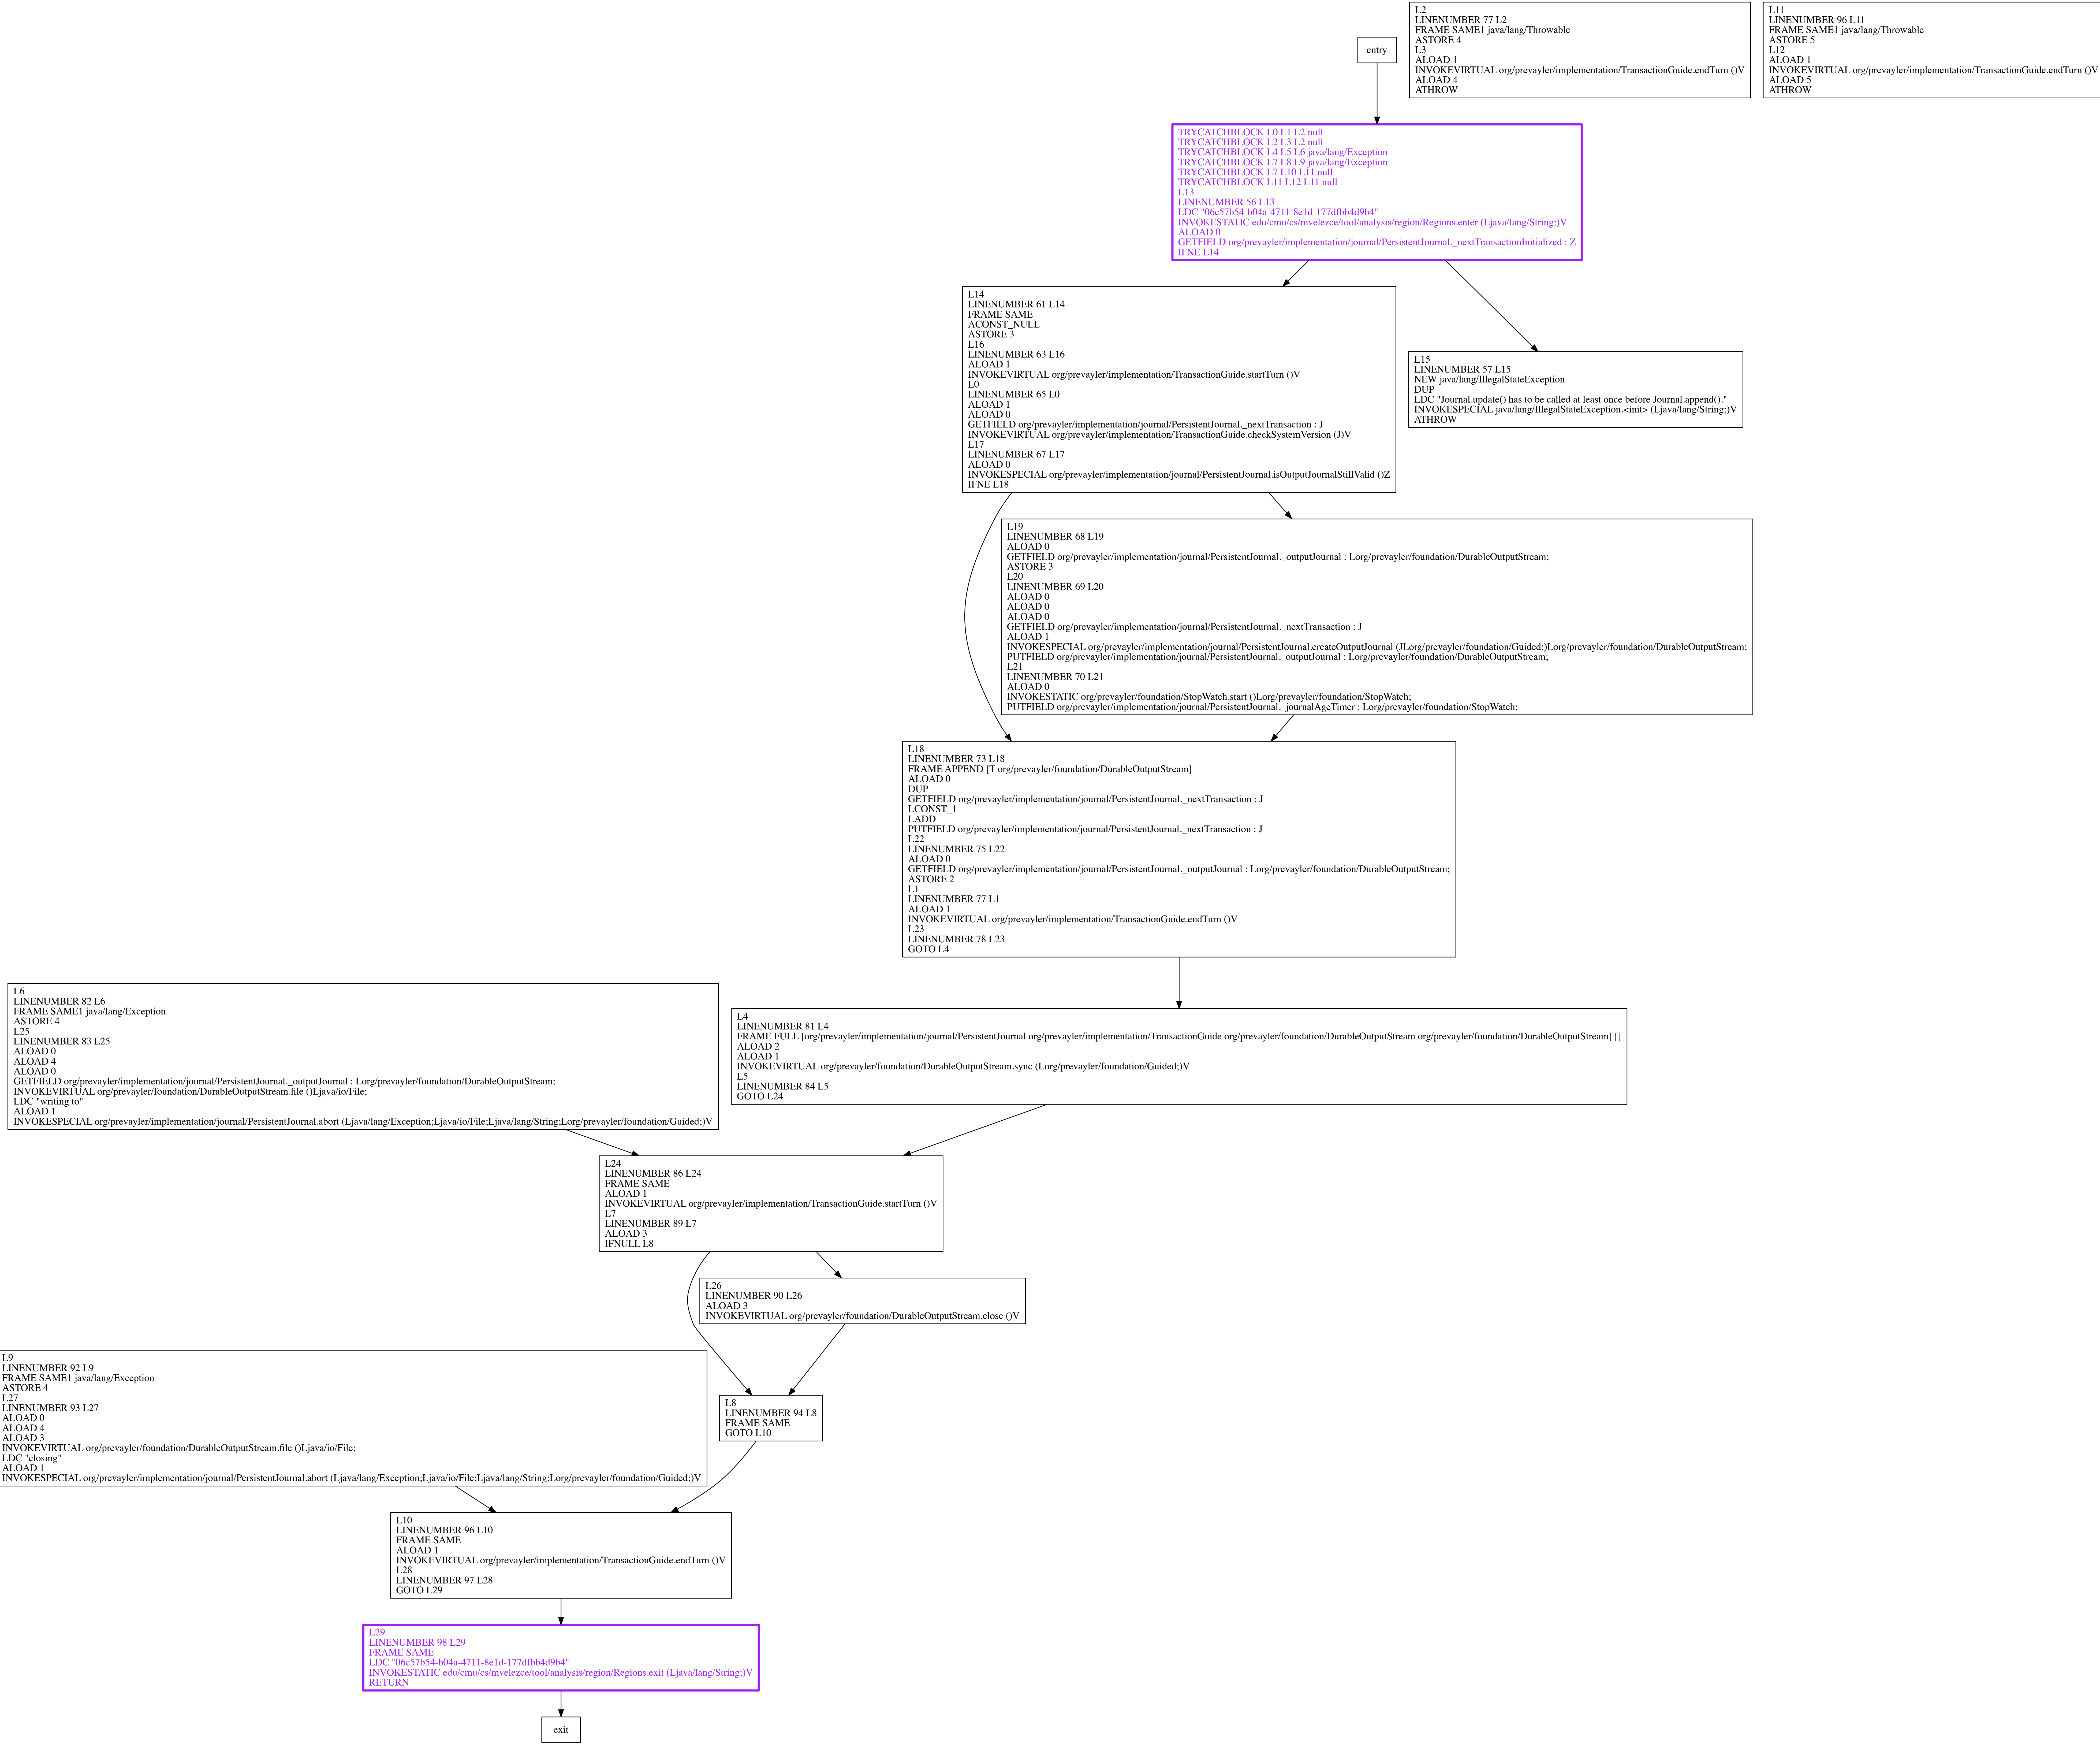 entry
L2
LINENUMBER 77 L2
FRAME SAME1 java/lang/Throwable
ASTORE 4
L3
ALOAD 1
INVOKEVIRTUAL org/prevayler/implementation/TransactionGuide.endTurn ()V
ALOAD 4
ATHROW
L11
LINENUMBER 96 L11
FRAME SAME1 java/lang/Throwable
ASTORE 5
L12
ALOAD 1
INVOKEVIRTUAL org/prevayler/implementation/TransactionGuide.endTurn ()V
ALOAD 5
ATHROW
TRYCATCHBLOCK L0 L1 L2 null
TRYCATCHBLOCK L2 L3 L2 null
TRYCATCHBLOCK L4 L5 L6 java/lang/Exception
TRYCATCHBLOCK L7 L8 L9 java/lang/Exception
TRYCATCHBLOCK L7 L10 L11 null
TRYCATCHBLOCK L11 L12 L11 null
L13
LINENUMBER 56 L13
LDC "06c57b54-b04a-4711-8e1d-177dfbb4d9b4"
INVOKESTATIC edu/cmu/cs/mvelezce/tool/analysis/region/Regions.enter (Ljava/lang/String;)V
ALOAD 0
GETFIELD org/prevayler/implementation/journal/PersistentJournal._nextTransactionInitialized : Z
IFNE L14
L14
LINENUMBER 61 L14
FRAME SAME
ACONST_NULL
ASTORE 3
L16
LINENUMBER 63 L16
ALOAD 1
INVOKEVIRTUAL org/prevayler/implementation/TransactionGuide.startTurn ()V
L0
LINENUMBER 65 L0
ALOAD 1
ALOAD 0
GETFIELD org/prevayler/implementation/journal/PersistentJournal._nextTransaction : J
INVOKEVIRTUAL org/prevayler/implementation/TransactionGuide.checkSystemVersion (J)V
L17
LINENUMBER 67 L17
ALOAD 0
INVOKESPECIAL org/prevayler/implementation/journal/PersistentJournal.isOutputJournalStillValid ()Z
IFNE L18
L15
LINENUMBER 57 L15
NEW java/lang/IllegalStateException
DUP
LDC "Journal.update() has to be called at least once before Journal.append()."
INVOKESPECIAL java/lang/IllegalStateException.<init> (Ljava/lang/String;)V
ATHROW
L19
LINENUMBER 68 L19
ALOAD 0
GETFIELD org/prevayler/implementation/journal/PersistentJournal._outputJournal : Lorg/prevayler/foundation/DurableOutputStream;
ASTORE 3
L20
LINENUMBER 69 L20
ALOAD 0
ALOAD 0
ALOAD 0
GETFIELD org/prevayler/implementation/journal/PersistentJournal._nextTransaction : J
ALOAD 1
INVOKESPECIAL org/prevayler/implementation/journal/PersistentJournal.createOutputJournal (JLorg/prevayler/foundation/Guided;)Lorg/prevayler/foundation/DurableOutputStream;
PUTFIELD org/prevayler/implementation/journal/PersistentJournal._outputJournal : Lorg/prevayler/foundation/DurableOutputStream;
L21
LINENUMBER 70 L21
ALOAD 0
INVOKESTATIC org/prevayler/foundation/StopWatch.start ()Lorg/prevayler/foundation/StopWatch;
PUTFIELD org/prevayler/implementation/journal/PersistentJournal._journalAgeTimer : Lorg/prevayler/foundation/StopWatch;
L18
LINENUMBER 73 L18
FRAME APPEND [T org/prevayler/foundation/DurableOutputStream]
ALOAD 0
DUP
GETFIELD org/prevayler/implementation/journal/PersistentJournal._nextTransaction : J
LCONST_1
LADD
PUTFIELD org/prevayler/implementation/journal/PersistentJournal._nextTransaction : J
L22
LINENUMBER 75 L22
ALOAD 0
GETFIELD org/prevayler/implementation/journal/PersistentJournal._outputJournal : Lorg/prevayler/foundation/DurableOutputStream;
ASTORE 2
L1
LINENUMBER 77 L1
ALOAD 1
INVOKEVIRTUAL org/prevayler/implementation/TransactionGuide.endTurn ()V
L23
LINENUMBER 78 L23
GOTO L4
L6
LINENUMBER 82 L6
FRAME SAME1 java/lang/Exception
ASTORE 4
L25
LINENUMBER 83 L25
ALOAD 0
ALOAD 4
ALOAD 0
GETFIELD org/prevayler/implementation/journal/PersistentJournal._outputJournal : Lorg/prevayler/foundation/DurableOutputStream;
INVOKEVIRTUAL org/prevayler/foundation/DurableOutputStream.file ()Ljava/io/File;
LDC "writing to"
ALOAD 1
INVOKESPECIAL org/prevayler/implementation/journal/PersistentJournal.abort (Ljava/lang/Exception;Ljava/io/File;Ljava/lang/String;Lorg/prevayler/foundation/Guided;)V
L4
LINENUMBER 81 L4
FRAME FULL [org/prevayler/implementation/journal/PersistentJournal org/prevayler/implementation/TransactionGuide org/prevayler/foundation/DurableOutputStream org/prevayler/foundation/DurableOutputStream] []
ALOAD 2
ALOAD 1
INVOKEVIRTUAL org/prevayler/foundation/DurableOutputStream.sync (Lorg/prevayler/foundation/Guided;)V
L5
LINENUMBER 84 L5
GOTO L24
L24
LINENUMBER 86 L24
FRAME SAME
ALOAD 1
INVOKEVIRTUAL org/prevayler/implementation/TransactionGuide.startTurn ()V
L7
LINENUMBER 89 L7
ALOAD 3
IFNULL L8
L26
LINENUMBER 90 L26
ALOAD 3
INVOKEVIRTUAL org/prevayler/foundation/DurableOutputStream.close ()V
L9
LINENUMBER 92 L9
FRAME SAME1 java/lang/Exception
ASTORE 4
L27
LINENUMBER 93 L27
ALOAD 0
ALOAD 4
ALOAD 3
INVOKEVIRTUAL org/prevayler/foundation/DurableOutputStream.file ()Ljava/io/File;
LDC "closing"
ALOAD 1
INVOKESPECIAL org/prevayler/implementation/journal/PersistentJournal.abort (Ljava/lang/Exception;Ljava/io/File;Ljava/lang/String;Lorg/prevayler/foundation/Guided;)V
L8
LINENUMBER 94 L8
FRAME SAME
GOTO L10
L10
LINENUMBER 96 L10
FRAME SAME
ALOAD 1
INVOKEVIRTUAL org/prevayler/implementation/TransactionGuide.endTurn ()V
L28
LINENUMBER 97 L28
GOTO L29
L29
LINENUMBER 98 L29
FRAME SAME
LDC "06c57b54-b04a-4711-8e1d-177dfbb4d9b4"
INVOKESTATIC edu/cmu/cs/mvelezce/tool/analysis/region/Regions.exit (Ljava/lang/String;)V
RETURN
exit